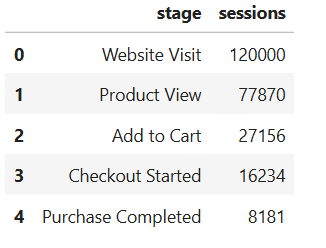 stage sessions
0 Website Visit 120000
1 Product View 77870
2 Add to Cart 27156
3 Checkout Started 16234
4 Purchase Completed 8181